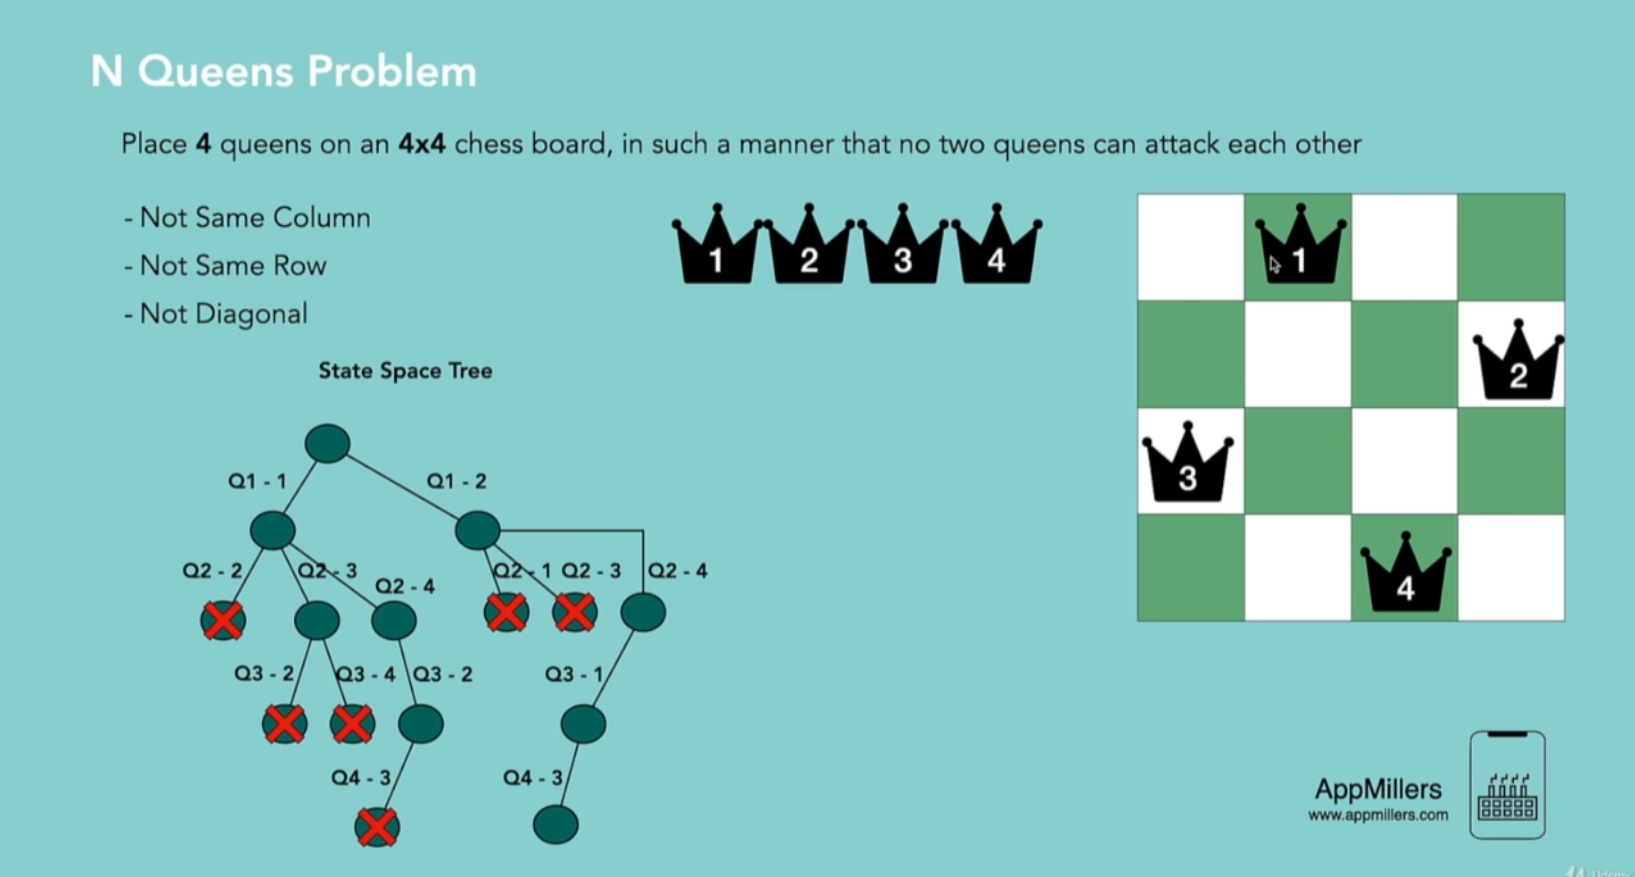 N Queens Problem
Place 4 queens on an 4x4 chess board, in such a manner that no two queens can attack each other
- Not Same Column
- Not Same Row
- Not Diagonal
1 2 3 4
1
2
3
4
State Space Tree
Q1 - 1 Q1 - 2
Q2 - 2 Q2 - 3 Q2 - 4 Q2 - 1 Q2 - 3 Q2 - 4
Q3 - 2 Q3 - 4 Q3 - 2 Q3 - 1
Q4 - 3 Q4 - 3
AppMillers
www.appmillers.com
Udemy